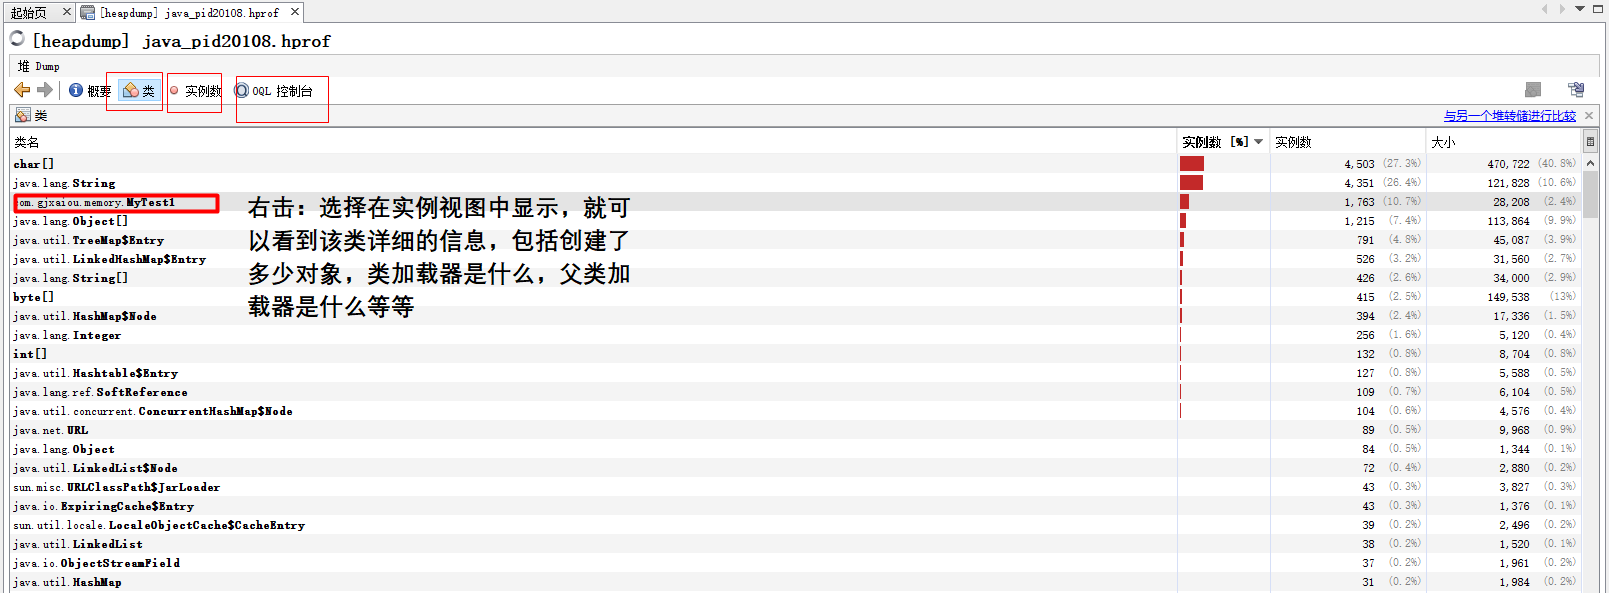 起始页 × [heapdump] java_pid20108.hprof ×
[heapdump] java_pid20108.hprof
堆 Dump
概要 类 实例数 OQL 控制台
类 与另一个堆转储进行比较 ×
类名 实例数 [%] 实例数 大小
char[] 4,503 (27.3%) 470,722 (40.8%)
java.lang.String 4,351 (26.4%) 121,828 (10.6%)
com.gjxaiou.memory.MyTest1 1,763 (10.7%) 28,208 (2.4%)
java.lang.Object[] 1,215 (7.4%) 113,864 (9.9%)
java.util.TreeMap$Entry 791 (4.8%) 45,087 (3.9%)
java.util.LinkedHashMap$Entry 526 (3.2%) 31,560 (2.7%)
java.lang.String[] 426 (2.6%) 34,000 (2.9%)
byte[] 415 (2.5%) 149,538 (13%)
java.util.HashMap$Node 394 (2.4%) 17,336 (1.5%)
java.lang.Integer 256 (1.6%) 5,120 (0.4%)
int[] 132 (0.8%) 8,704 (0.8%)
java.util.Hashtable$Entry 127 (0.8%) 5,588 (0.5%)
java.lang.ref.SoftReference 109 (0.7%) 6,104 (0.5%)
java.util.concurrent.ConcurrentHashMap$Node 104 (0.6%) 4,576 (0.4%)
java.net.URL 89 (0.5%) 9,968 (0.9%)
java.lang.Object 84 (0.5%) 1,344 (0.1%)
java.util.LinkedList$Node 72 (0.4%) 2,880 (0.2%)
sun.misc.URLClassPath$JarLoader 43 (0.3%) 3,827 (0.3%)
java.io.ExpiringCache$Entry 43 (0.3%) 1,376 (0.1%)
sun.util.locale.LocaleObjectCache$CacheEntry 39 (0.2%) 2,496 (0.2%)
java.util.LinkedList 38 (0.2%) 1,520 (0.1%)
java.io.ObjectStreamField 37 (0.2%) 1,961 (0.2%)
java.util.HashMap 31 (0.2%) 1,984 (0.2%)
右击：选择在实例视图中显示，就可
以看到该类详细的信息，包括创建了
多少对象，类加载器是什么，父类加
载器是什么等等